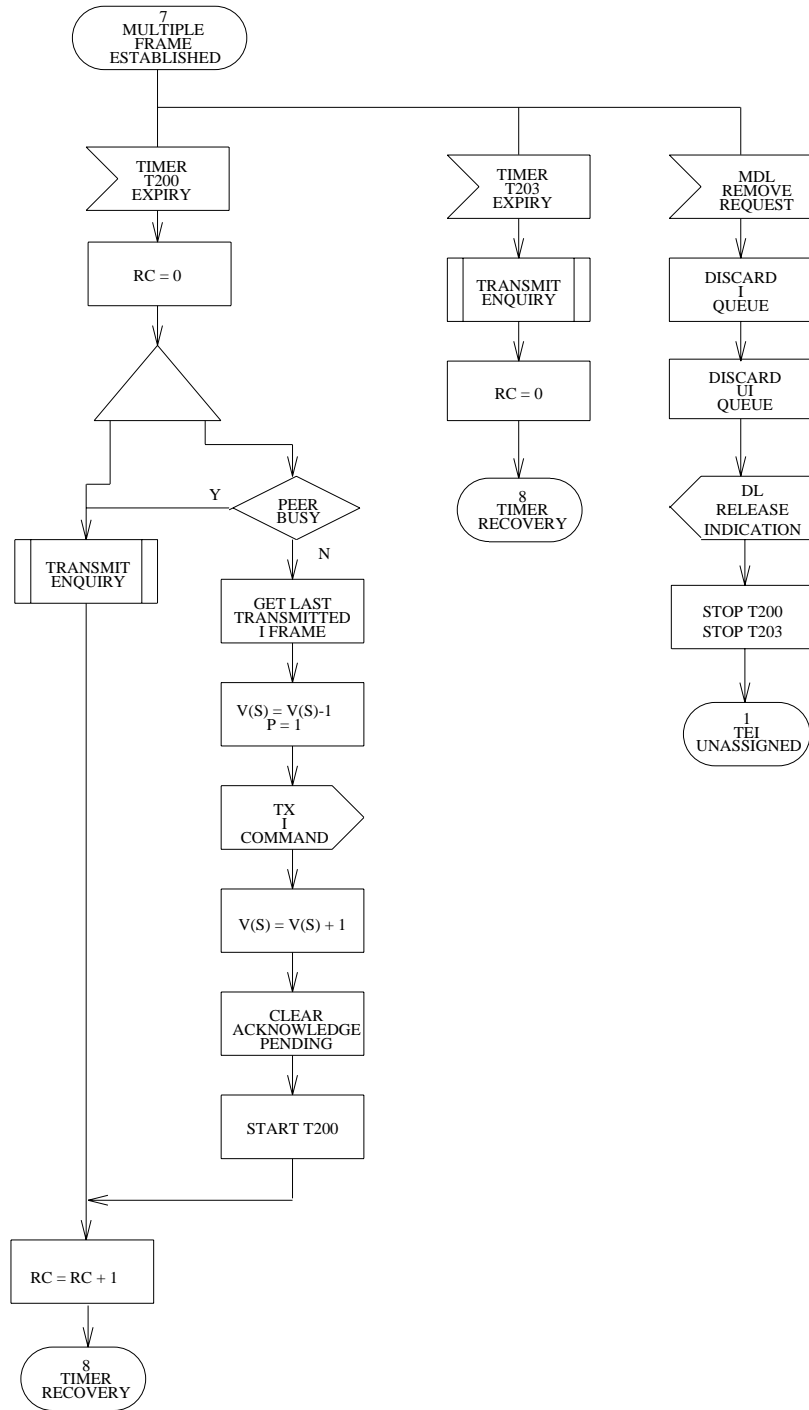 7
MULTIPLE
FRAME
ESTABLISHED
TIMER
T200
EXPIRY
RC = 0
Y
PEER
BUSY
N
TRANSMIT
ENQUIRY
GET LAST
TRANSMITTED
I FRAME
V(S) = V(S)-1
P = 1
TX
I
COMMAND
V(S) = V(S) + 1
CLEAR
ACKNOWLEDGE
PENDING
START T200
RC = RC + 1
8
TIMER
RECOVERY
TIMER
T203
EXPIRY
TRANSMIT
ENQUIRY
RC = 0
8
TIMER
RECOVERY
MDL
REMOVE
REQUEST
DISCARD
I
QUEUE
DISCARD
UI
QUEUE
DL
RELEASE
INDICATION
STOP T200
STOP T203
1
TEI
UNASSIGNED